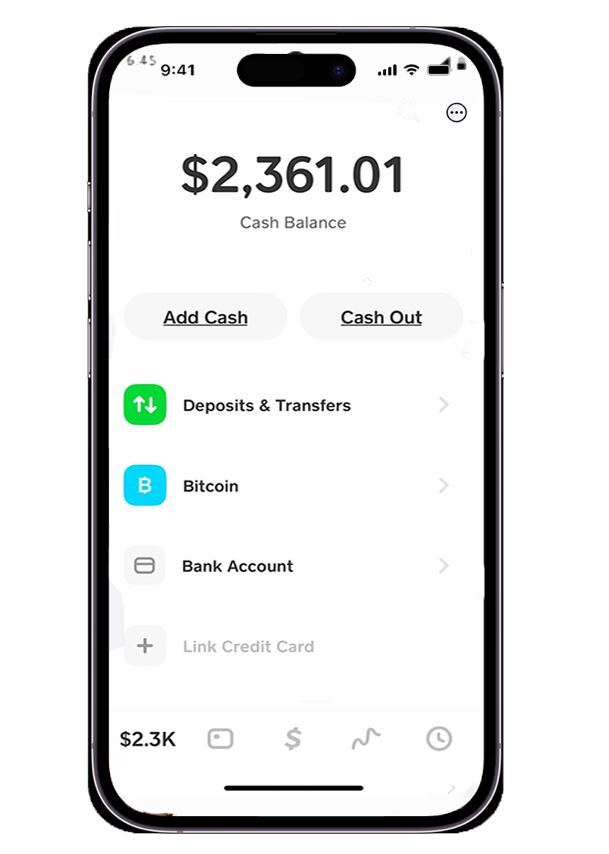 6.45 9:41
$2,361.01
Cash Balance
Add Cash Cash Out
Deposits & Transfers
Bitcoin
Bank Account
Link Credit Card
$2.3K